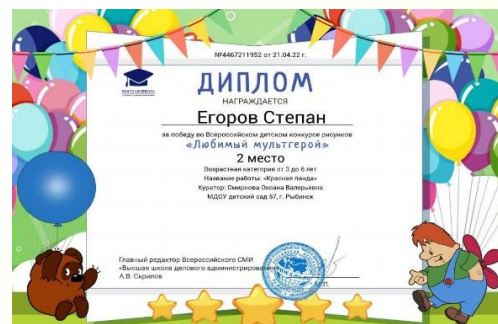 №4467211952 от 21.04.22 г.
ДИПЛОМ
НАГРАЖДАЕТСЯ
Егоров Степан
за победу во Всероссийском детском конкурсе рисунков
«Любимый мультгерой»
2 место
Возрастная категория от 3 до 6 лет
Название работы: «Красная панда»
Куратор: Смирнова Оксана Валерьевна
МДОУ детский сад 57, г. Рыбинск
Главный редактор Всероссийского СМИ
«Высшая школа делового администрирования»
А.В. Скрипов